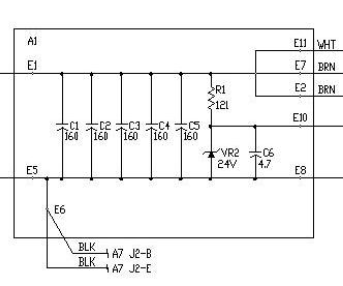 A1
E11 WHT
E1 E7 BRN
R1
121
E2 BRN
E10
C1 C2 C3 C4 C5
160 160 160 160 160
VR2
24V
C6
4.7
E5 E8
E6
BLK A7 J2-B
BLK A7 J2-E